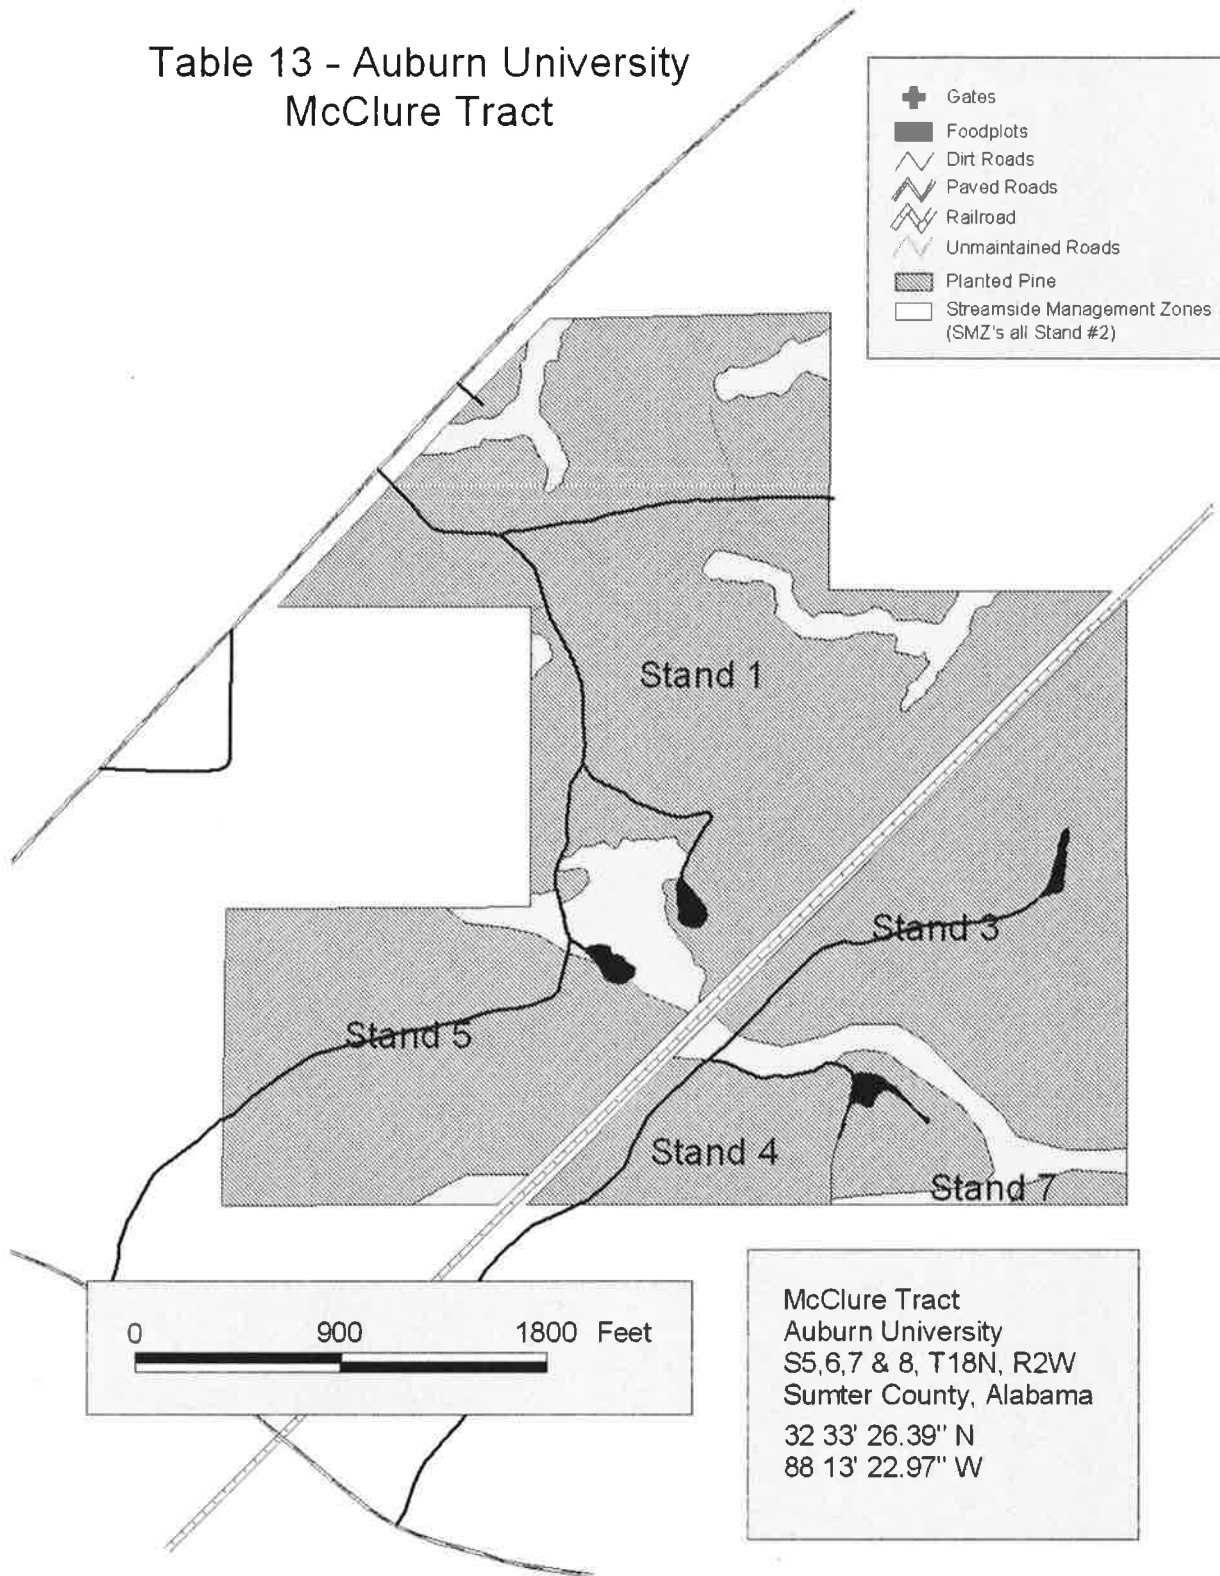 Table 13 - Auburn University
McClure Tract
Gates
Foodplots
Dirt Roads
Paved Roads
Railroad
Unmaintained Roads
Planted Pine
Streamside Management Zones
(SMZ's all Stand #2)
Stand 1
Stand 3
Stand 5
Stand 4
Stand 7
0 900 1800 Feet
McClure Tract
Auburn University
S5,6,7 & 8, T18N, R2W
Sumter County, Alabama
32 33' 26.39" N
88 13' 22.97" W